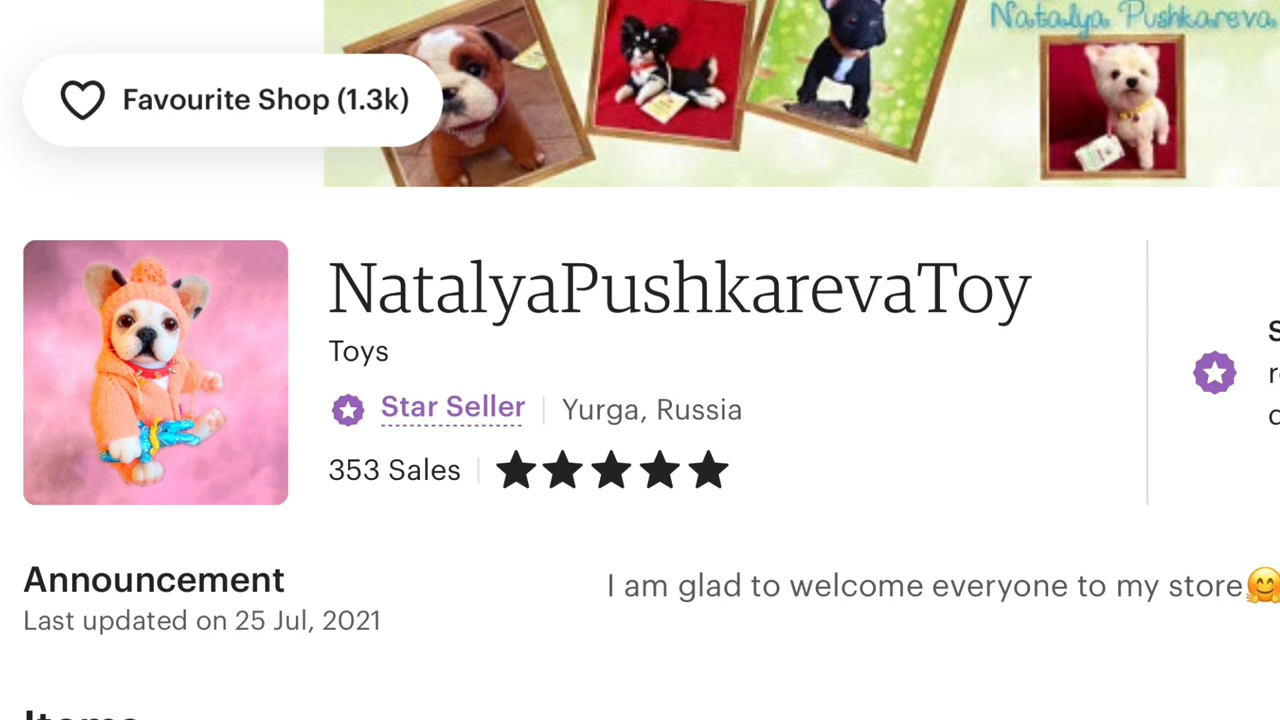 Natalya Pushkareva
Favourite Shop (1.3k)
NatalyaPushkarevaToy
Toys
Star Seller
Yurga, Russia
353 Sales
Announcement
Last updated on 25 Jul, 2021
I am glad to welcome everyone to my store🤗